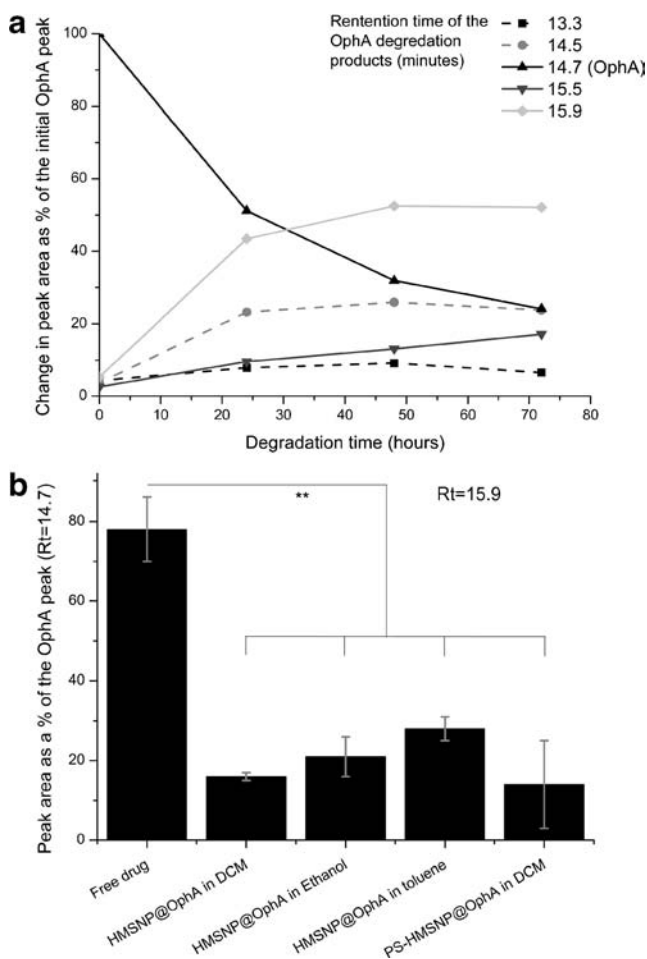 a
Rentention time of the
OphA degredation
products (minutes)
13.3
14.5
14.7 (OphA)
15.5
15.9
Change in peak area as % of the initial OphA peak
100
80
60
40
20
0
0 10 20 30 40 50 60 70 80
Degradation time (hours)
b
** Rt=15.9
Peak area as a % of the OphA peak (Rt=14.7)
80
60
40
20
0
Free drug
HMSNP@OphA in DCM
HMSNP@OphA in Ethanol
HMSNP@OphA in toluene
PS-HMSNP@OphA in DCM